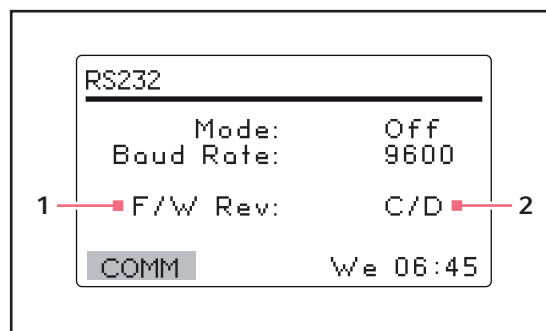 RS232
Mode: Off
Baud Rate: 9600
1 F/W Rev: C/D 2
COMM We 06:45